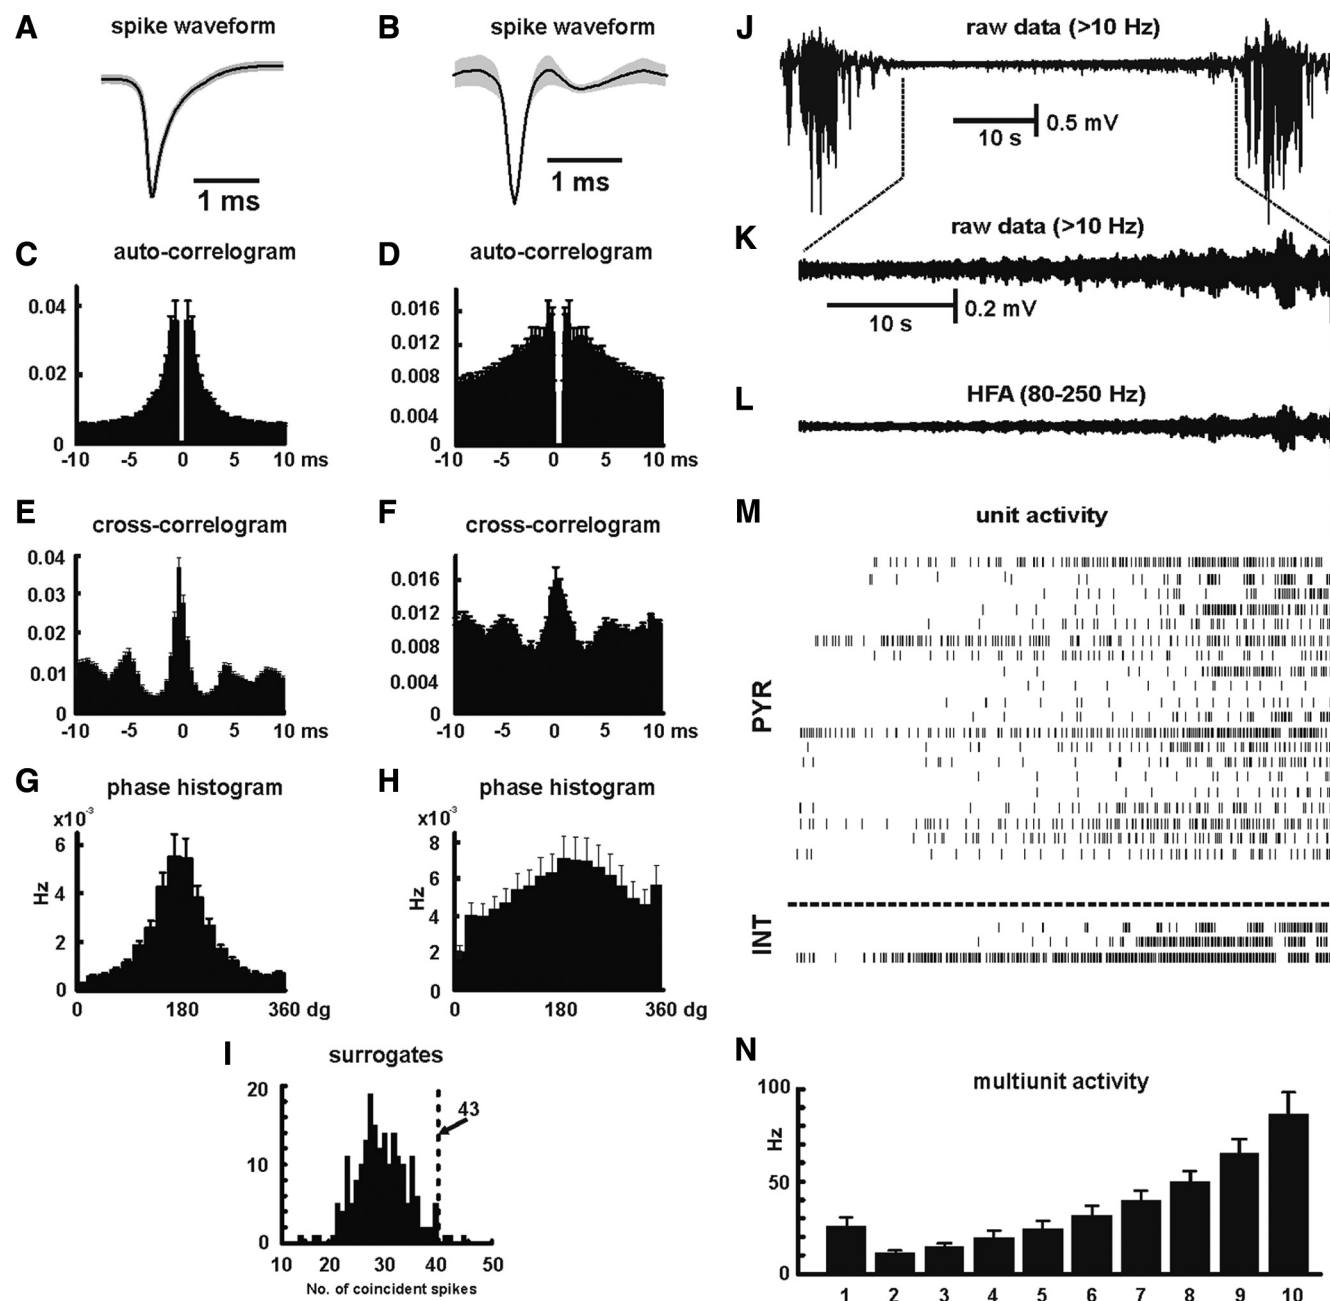 A
spike waveform
1 ms
B
spike waveform
1 ms
C
auto-correlogram
0.04
0.02
0
-10 -5 0 5 10 ms
D
auto-correlogram
0.016
0.012
0.008
0.004
0
-10 -5 0 5 10 ms
E
cross-correlogram
0.04
0.03
0.02
0.01
0
-10 -5 0 5 10 ms
F
cross-correlogram
0.016
0.012
0.008
0.004
0
-10 -5 0 5 10 ms
G
phase histogram
x10⁻³
6
4
2
0
Hz
0 180 360 dg
H
phase histogram
x10⁻³
8
6
4
2
0
Hz
0 180 360 dg
I
surrogates
20
10
0
43
10 20 30 40 50
No. of coincident spikes
J
raw data (>10 Hz)
10 s
0.5 mV
K
raw data (>10 Hz)
10 s
0.2 mV
L
HFA (80-250 Hz)
M
unit activity
PYR
INT
N
multiunit activity
100
50
0
Hz
1 2 3 4 5 6 7 8 9 10